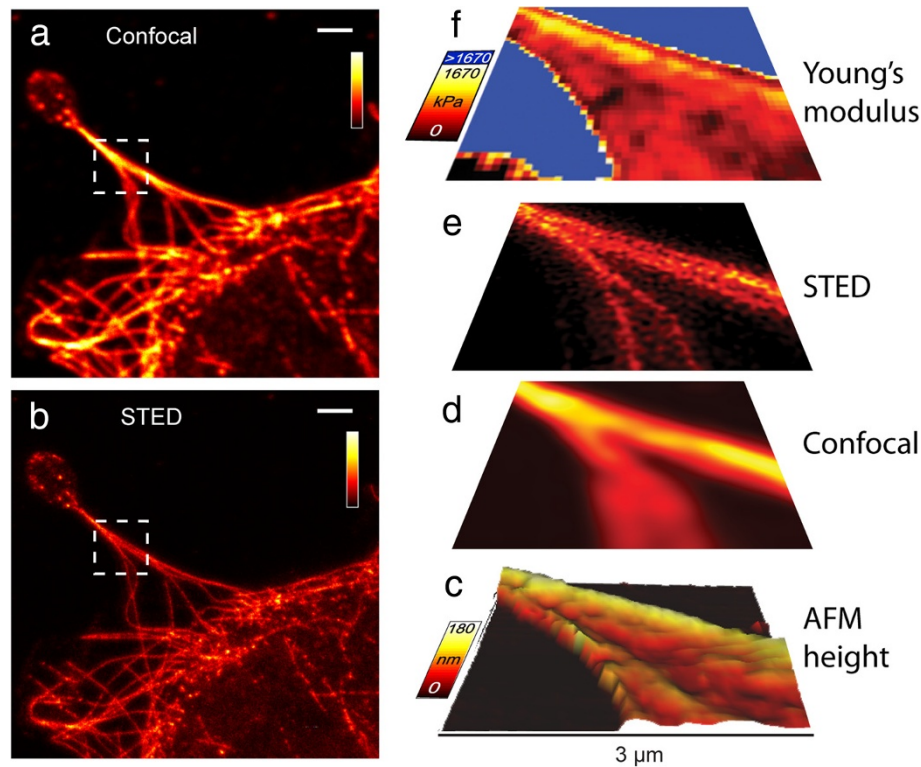 a Confocal
b STED
f
>1670
1670
kPa
0
Young's
modulus
e
STED
d
Confocal
c
180
nm
0
AFM
height
3 µm